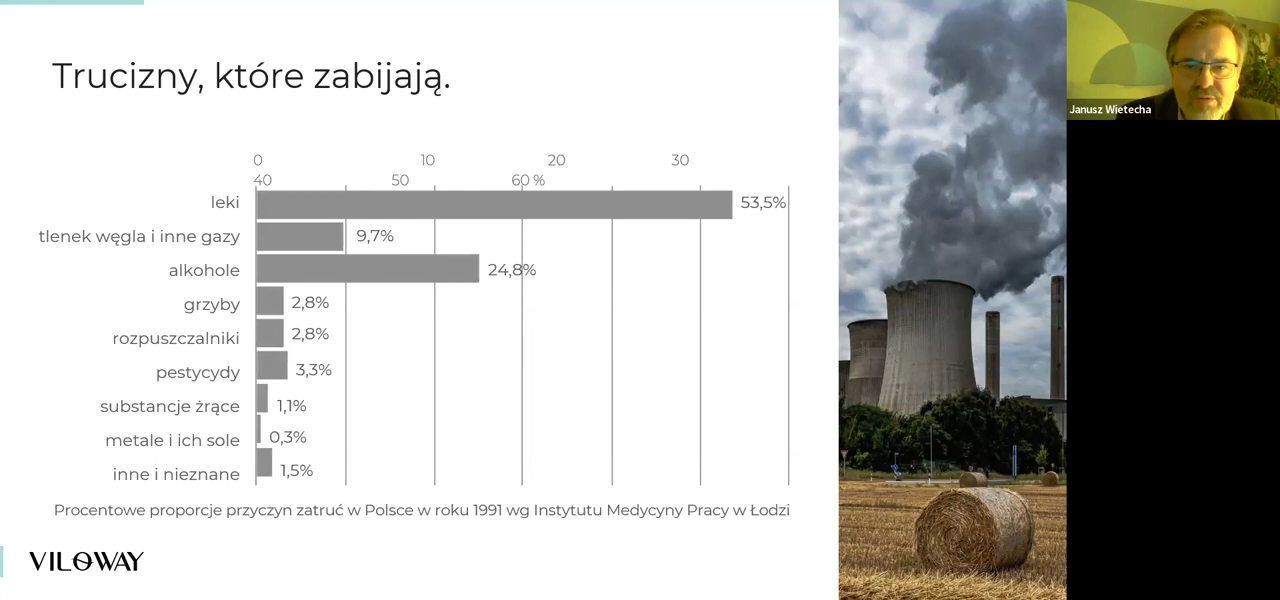 Trucizny, które zabijają.
0 10 20 30
40 50 60 %
leki 53,5%
tlenek węgla i inne gazy 9,7%
alkohole 24,8%
grzyby 2,8%
rozpuszczalniki 2,8%
pestycydy 3,3%
substancje żrące 1,1%
metale i ich sole 0,3%
inne i nieznane 1,5%
Procentowe proporcje przyczyn zatruć w Polsce w roku 1991 wg Instytutu Medycyny Pracy w Łodzi
VILOWAY
Janusz Wietecha